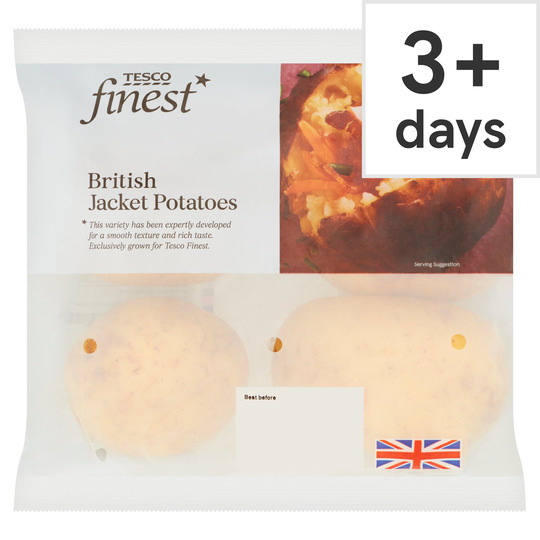 3+
days
TESCO
finest*
British
Jacket Potatoes
* This variety has been expertly developed
for a smooth texture and rich taste.
Exclusively grown for Tesco Finest.
Serving Suggestion
Best before